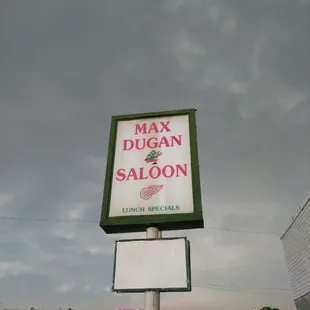 MAX
DUGAN
SALOON
LUNCH SPECIALS